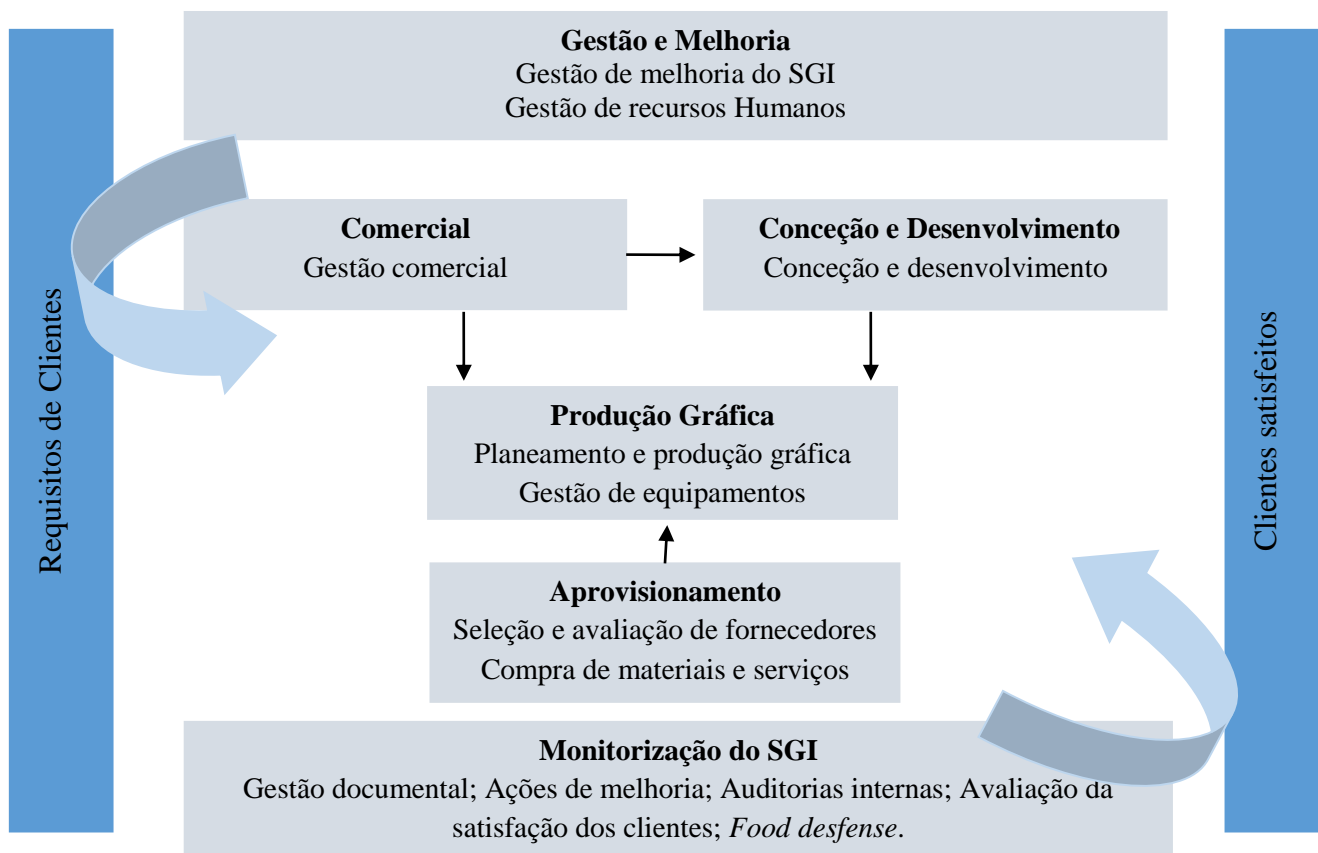 Gestão e Melhoria
Gestão de melhoria do SGI
Gestão de recursos Humanos
Requisitos de Clientes
Comercial
Gestão comercial
Conceção e Desenvolvimento
Conceção e desenvolvimento
Clientes satisfeitos
Produção Gráfica
Planeamento e produção gráfica
Gestão de equipamentos
Aprovisionamento
Seleção e avaliação de fornecedores
Compra de materiais e serviços
Monitorização do SGI
Gestão documental; Ações de melhoria; Auditorias internas; Avaliação da
satisfação dos clientes; Food desfense.